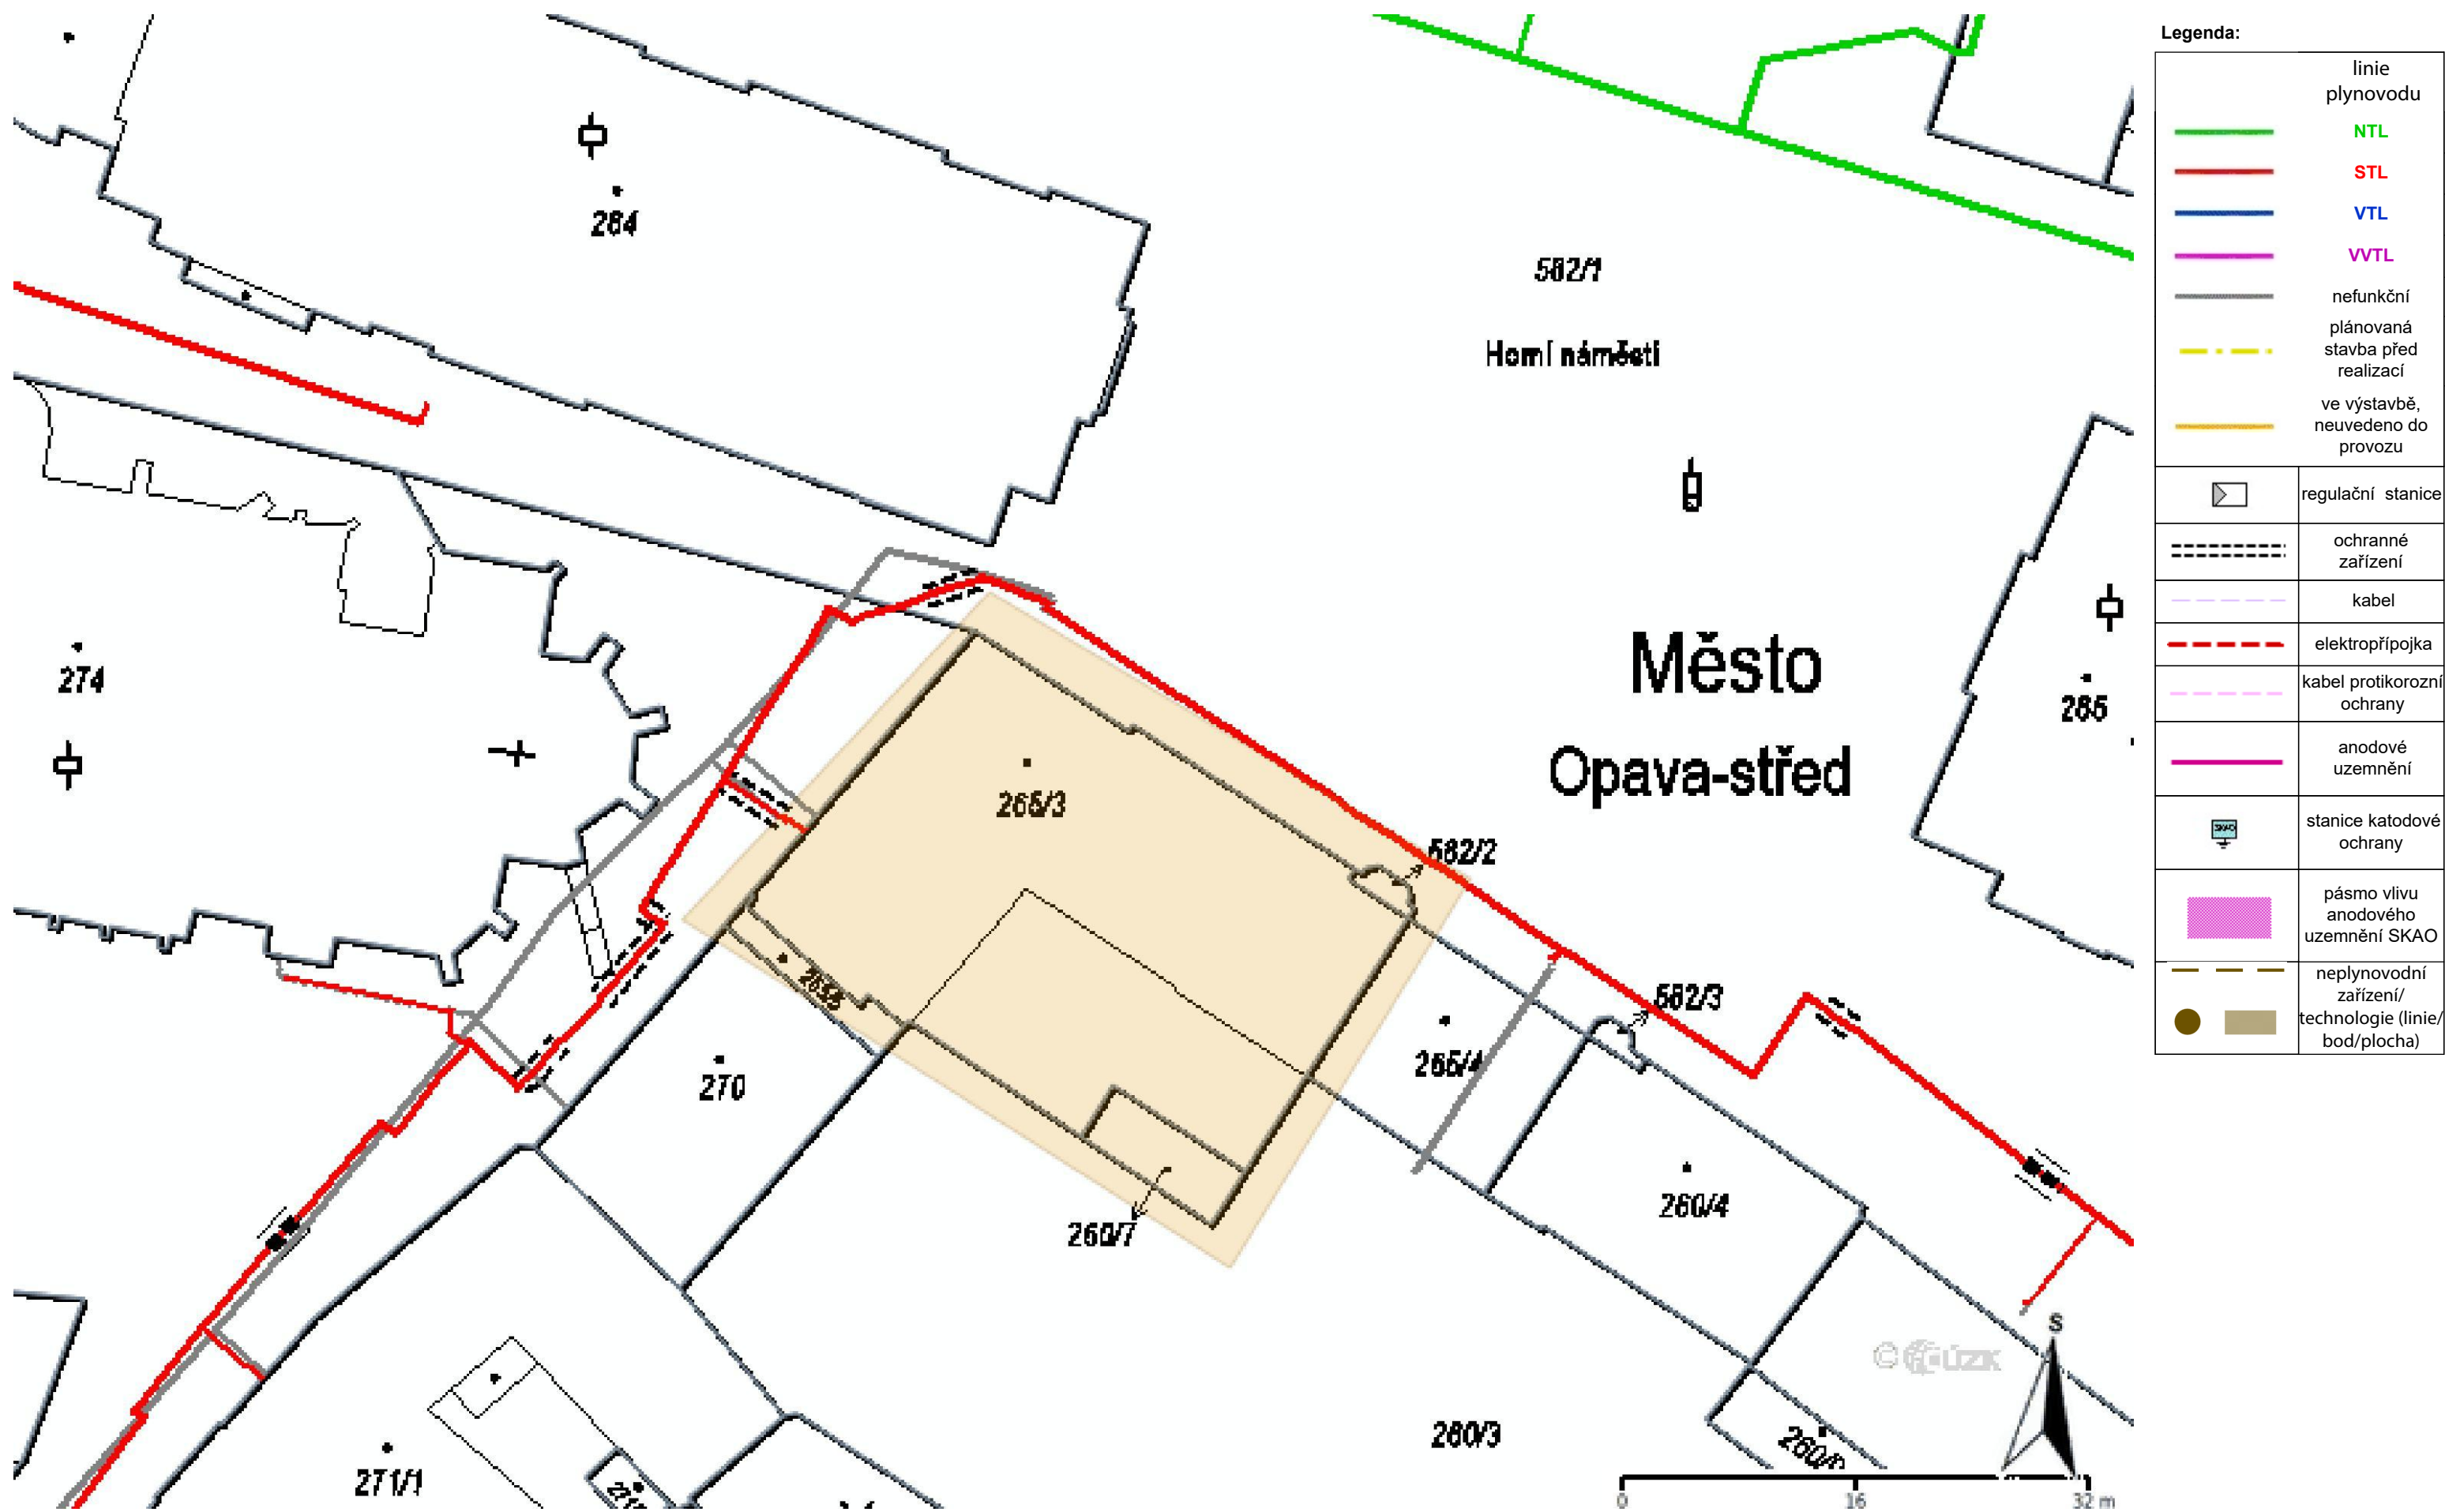 Legenda:
linie
plynovodu
NTL
STL
VTL
VVTL
nefunkční
plánovaná
stavba před
realizací
ve výstavbě,
neuvedeno do
provozu
regulační stanice
ochranné
zařízení
kabel
elektropřípojka
kabel protikorozní
ochrany
anodové
uzemnění
SKAO
stanice katodové
ochrany
pásmo vlivu
anodového
uzemnění SKAO
neplynovodní
zařízení/
technologie (linie/
bod/plocha)
264
582/1
Horní náměstí
274
Město
Opava-střed
285
265/3
582/2
582/3
265/4
270
260/4
260/7
260/3
271/1
© ČÚZK
S
0 16 32 m